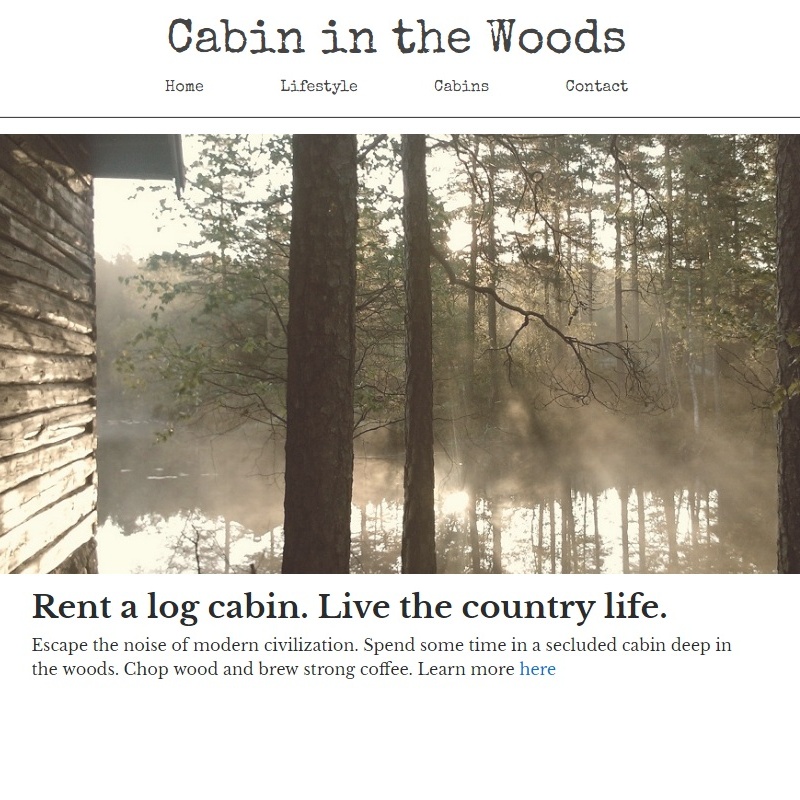 Cabin in the Woods
Home Lifestyle Cabins Contact
Rent a log cabin. Live the country life.
Escape the noise of modern civilization. Spend some time in a secluded cabin deep in
the woods. Chop wood and brew strong coffee. Learn more here